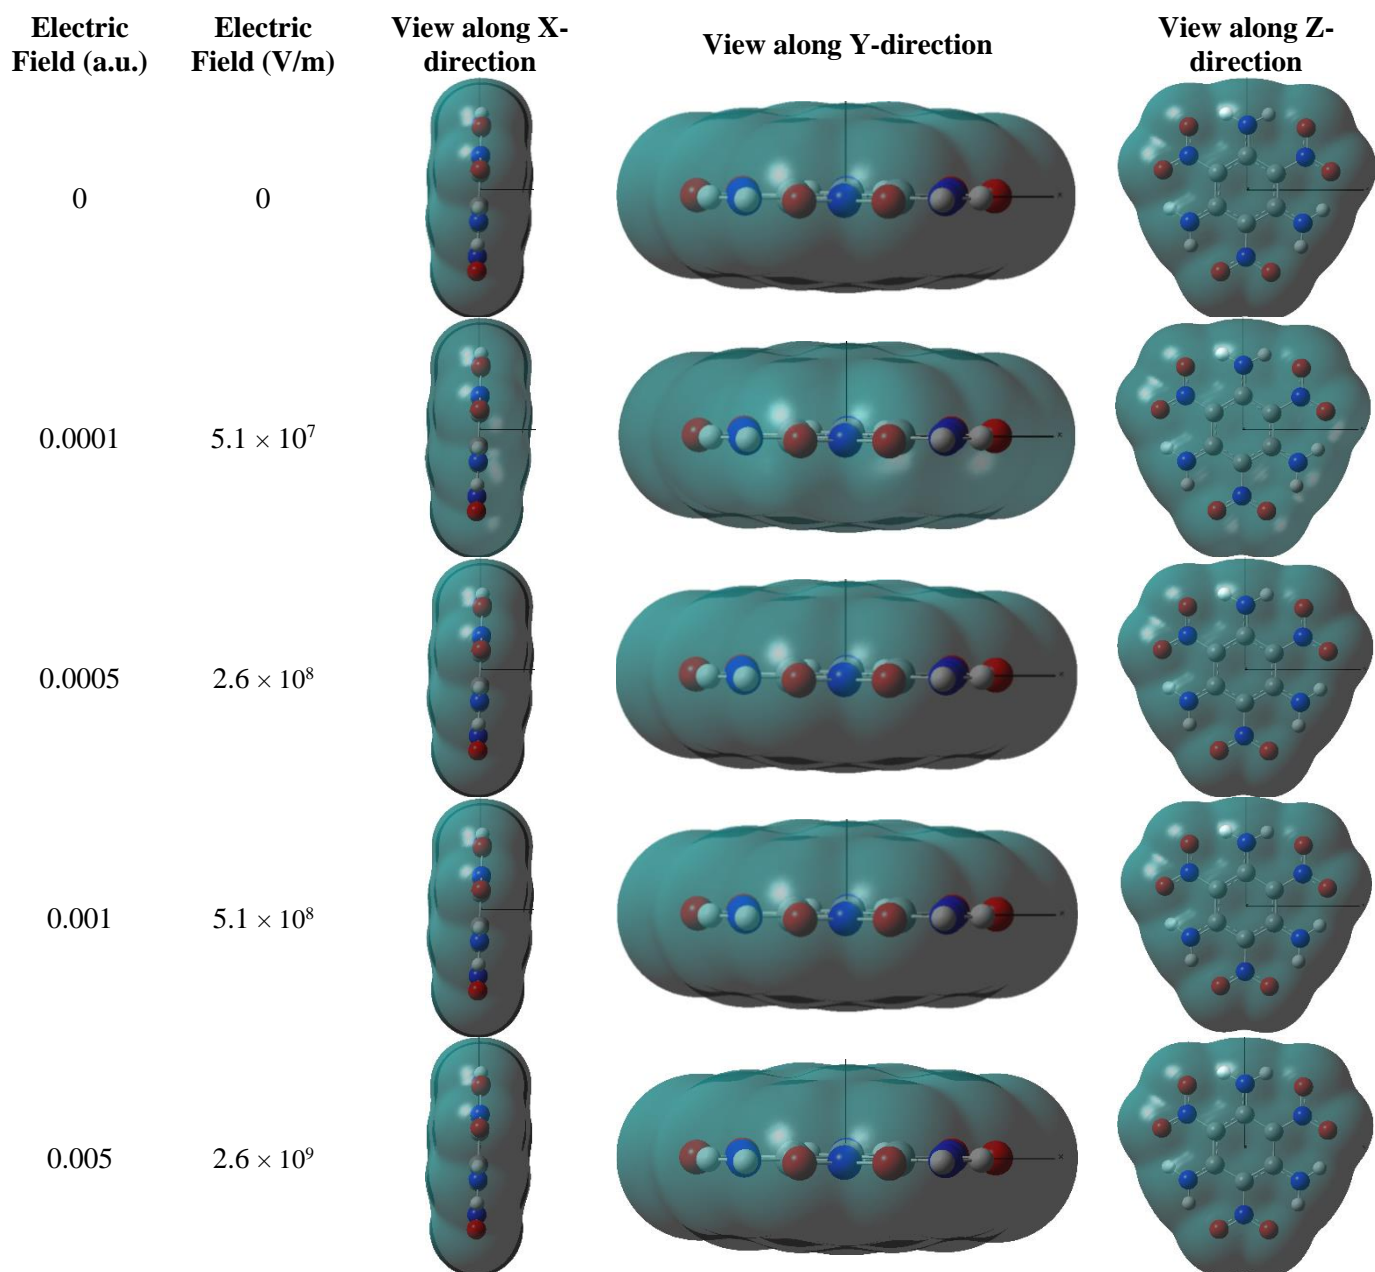 Electric Field (a.u.)
Electric Field (V/m)
View along X-direction
View along Y-direction
View along Z-direction
0 0
0.0001 5.1 × 10⁷
0.0005 2.6 × 10⁸
0.001 5.1 × 10⁸
0.005 2.6 × 10⁹